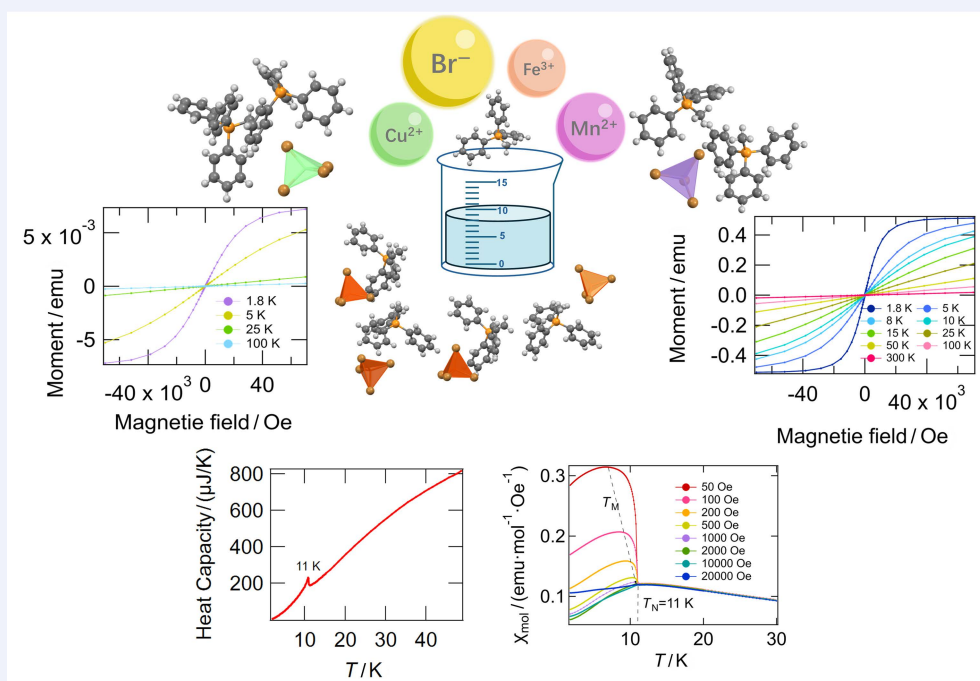 Br⁻
Fe³⁺
Cu²⁺
Mn²⁺
15
10
5
0
Moment / emu
5 x 10⁻³
0
-5
1.8 K
5 K
25 K
100 K
-40 x 10³
0
40
Magnetie field / Oe
Moment / emu
0.4
0.2
0.0
-0.2
-0.4
1.8 K
5 K
8 K
10 K
15 K
25 K
50 K
100 K
300 K
-40
0
40 x 10³
Magnetic field / Oe
Heat Capacity / (μJ/K)
800
600
400
200
11 K
10
20
30
40
T / K
Xmol / (emu·mol⁻¹·Oe⁻¹)
0.3
0.2
0.1
TM
50 Oe
100 Oe
200 Oe
500 Oe
1000 Oe
2000 Oe
10000 Oe
20000 Oe
TN=11 K
10
20
30
T / K